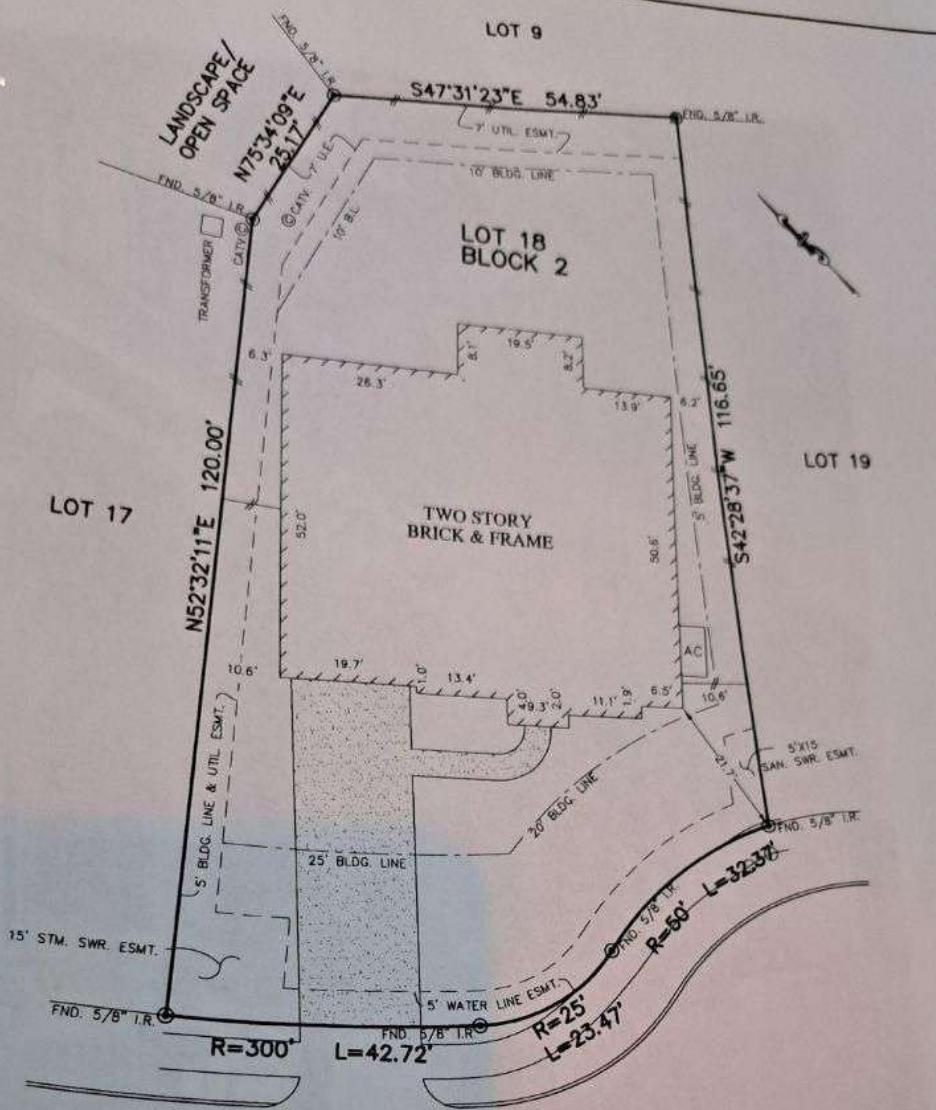 LOT 9
FND. 5/8" I.R.
LANDSCAPE/
OPEN SPACE
N75°34'09"E
25.17'
S47°31'23"E 54.83'
FND. 5/8" I.R.
7' UTIL. ESMT.
7' U.E.
10' BLDG. LINE
FND. 5/8" I.R.
© CATV
CATV ©
10' B.L.
TRANSFORMER
LOT 18
BLOCK 2
6.3'
26.3'
8.1'
19.5'
8.2'
13.9'
6.2'
S42°28'37"W 116.65'
5' BLDG. LINE
LOT 19
LOT 17
N52°32'11"E 120.00'
52.0'
TWO STORY
BRICK & FRAME
50.6'
AC
10.6'
19.7'
1.0'
13.4'
4.0'
9.3'
2.0'
11.1'
1.9'
6.5'
10.6'
21.7'
5'X15
SAN. SWR. ESMT.
5' BLDG. LINE & UTIL ESMT.
20' BLDG. LINE
25' BLDG. LINE
FND. 5/8" I.R.
L=32.37'
R=50'
FND. 5/8" I.R.
15' STM. SWR. ESMT.
5' WATER LINE ESMT.
FND. 5/8" I.R.
FND. 5/8" I.R.
R=25'
L=23.47'
R=300' L=42.72'